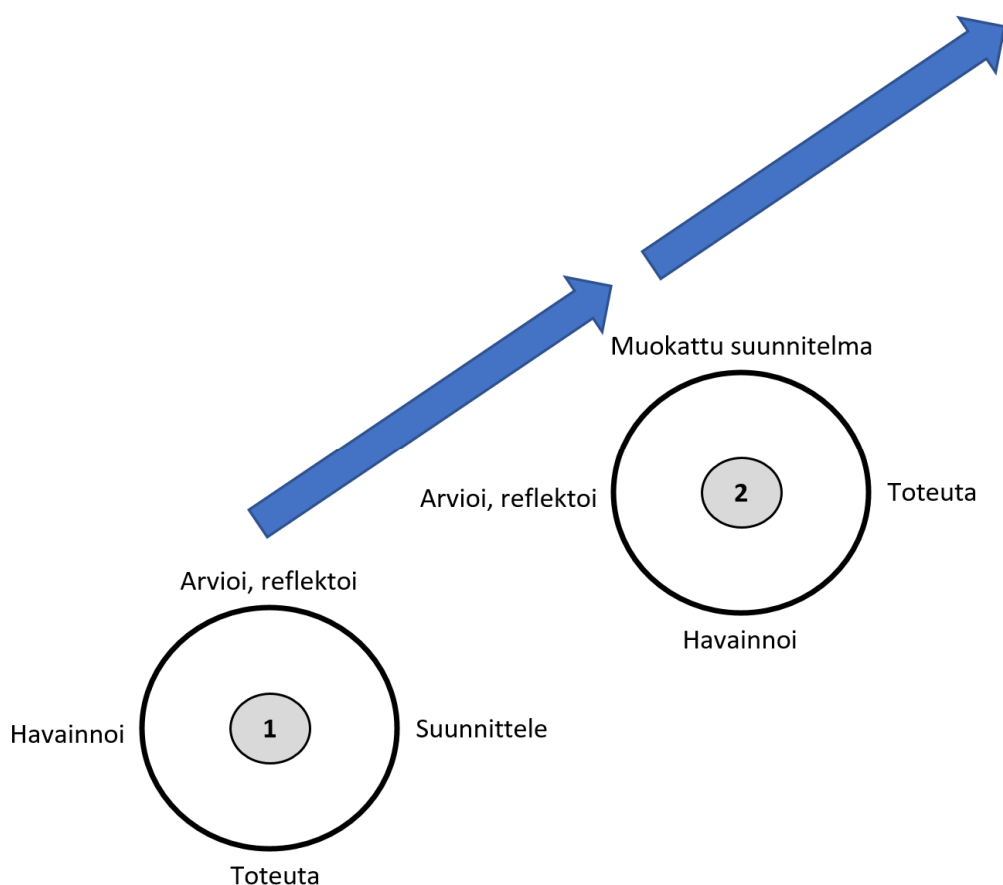 Muokattu suunnitelma
Arvioi, reflektoi
2
Toteuta
Havainnoi
Arvioi, reflektoi
Havainnoi
1
Suunnittele
Toteuta